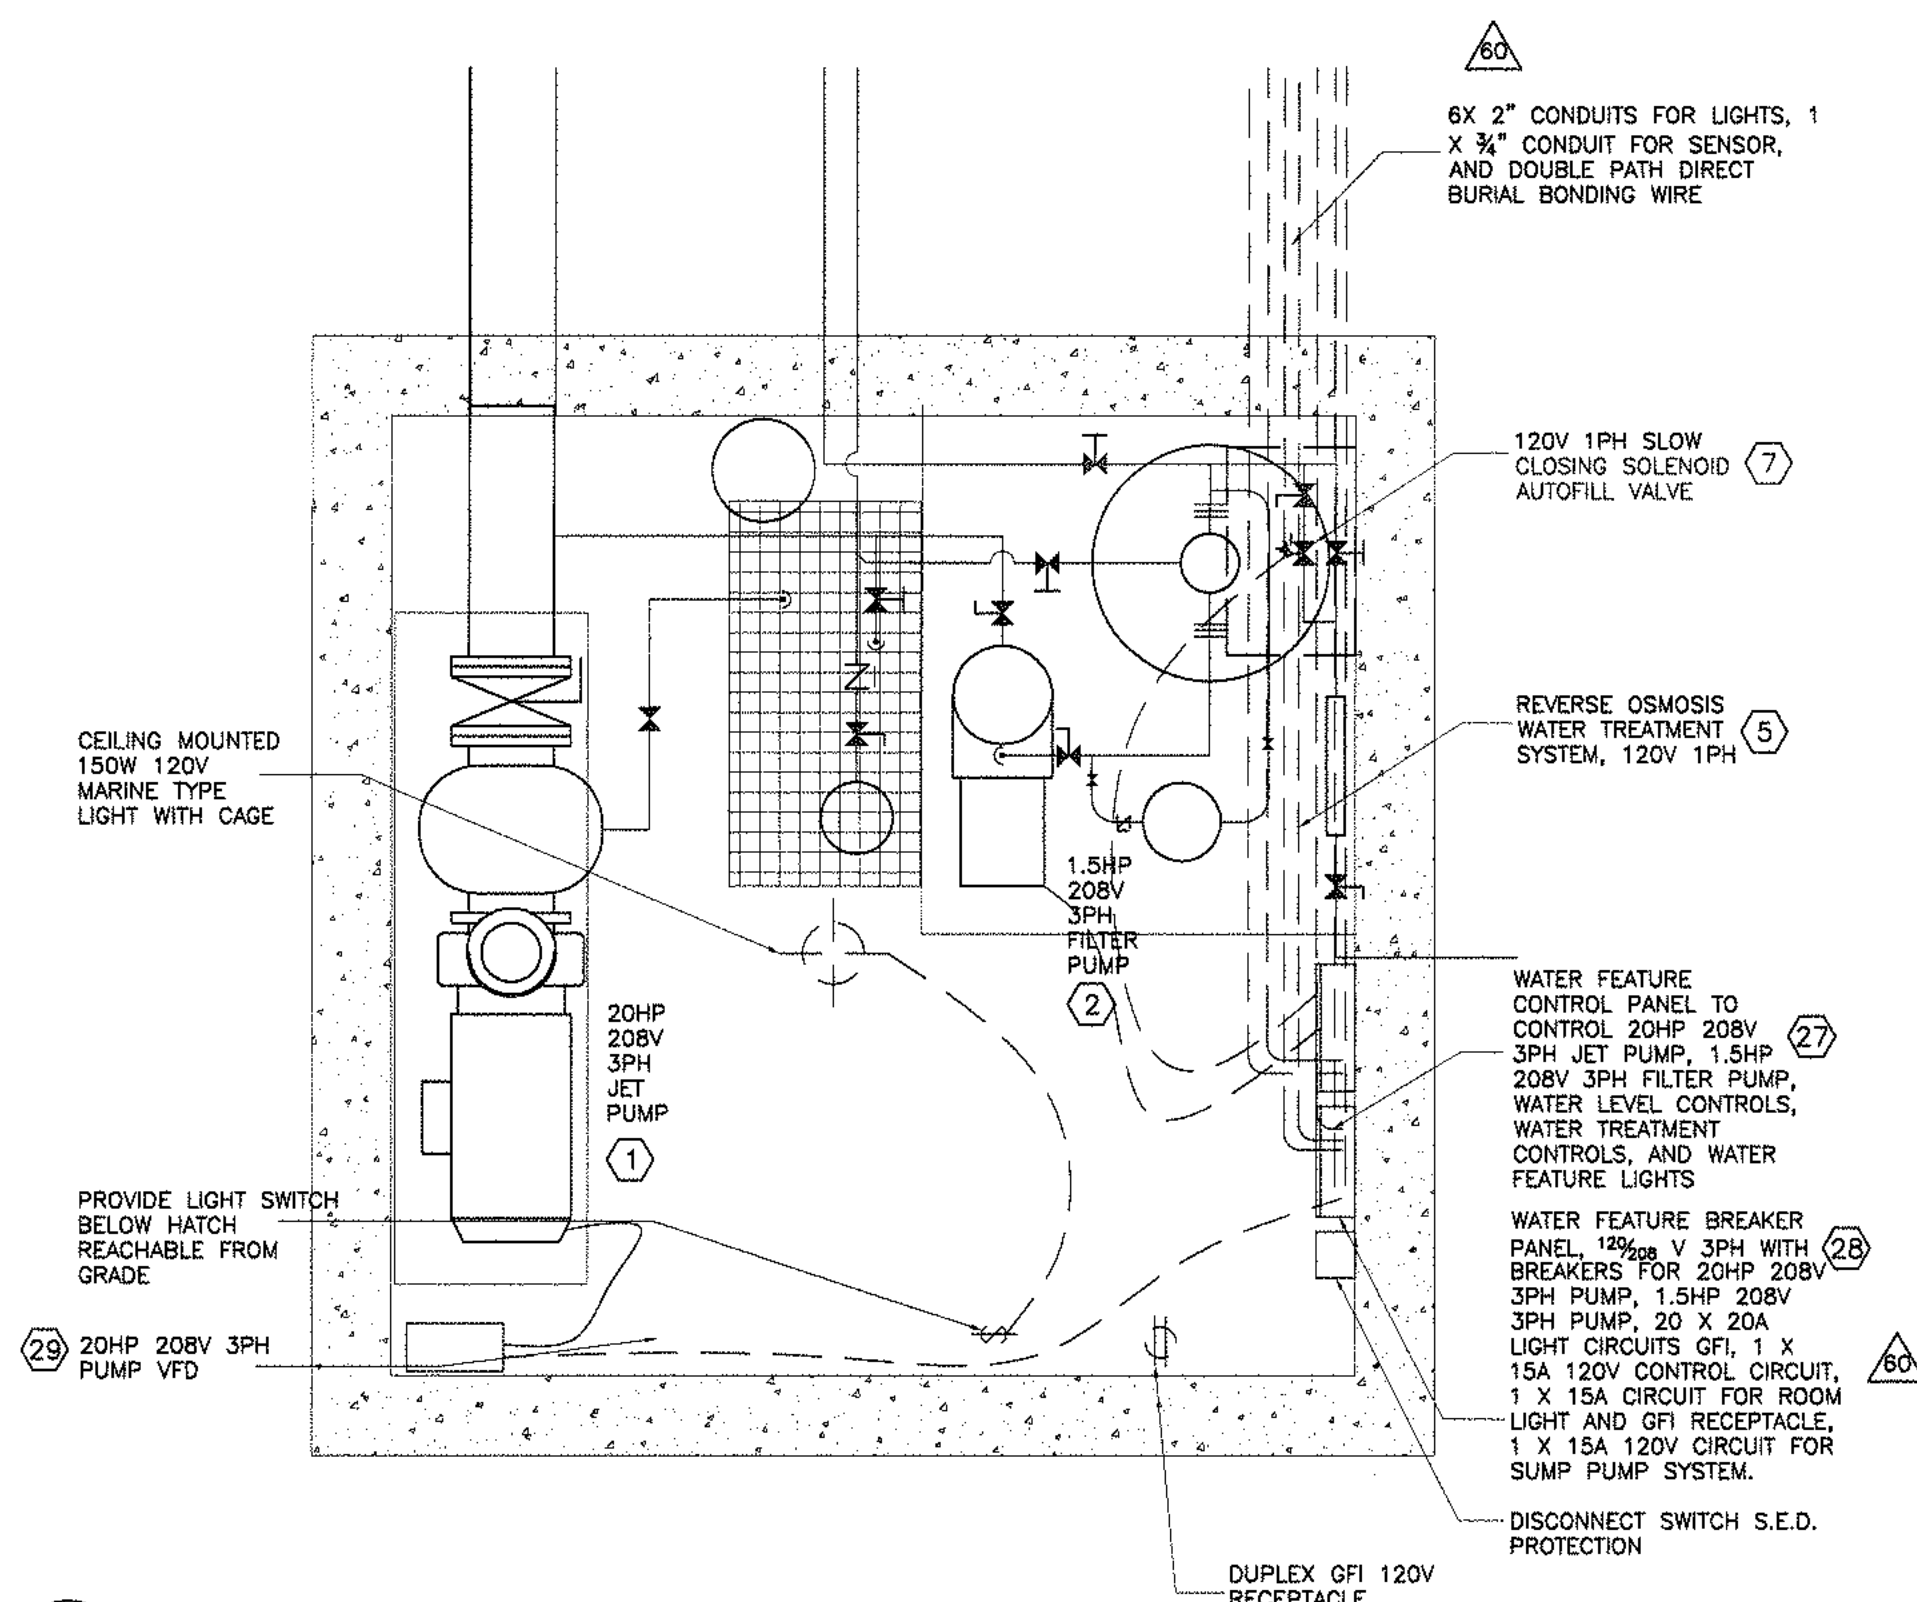 60
6X 2" CONDUITS FOR LIGHTS, 1
X ¾" CONDUIT FOR SENSOR,
AND DOUBLE PATH DIRECT
BURIAL BONDING WIRE
120V 1PH SLOW
CLOSING SOLENOID 7
AUTOFILL VALVE
REVERSE OSMOSIS
WATER TREATMENT 5
SYSTEM, 120V 1PH
CEILING MOUNTED
150W 120V
MARINE TYPE
LIGHT WITH CAGE
1.5HP
208V
3PH
FILTER
PUMP
2
20HP
208V
3PH
JET
PUMP
1
WATER FEATURE
CONTROL PANEL TO
CONTROL 20HP 208V 27
3PH JET PUMP, 1.5HP
208V 3PH FILTER PUMP,
WATER LEVEL CONTROLS,
WATER TREATMENT
CONTROLS, AND WATER
FEATURE LIGHTS
PROVIDE LIGHT SWITCH
BELOW HATCH
REACHABLE FROM
GRADE
WATER FEATURE BREAKER
PANEL, 120/208 V 3PH WITH 28
BREAKERS FOR 20HP 208V
3PH PUMP, 1.5HP 208V
3PH PUMP, 20 X 20A
LIGHT CIRCUITS GFI, 1 X
15A 120V CONTROL CIRCUIT, 60
1 X 15A CIRCUIT FOR ROOM
LIGHT AND GFI RECEPTACLE,
1 X 15A 120V CIRCUIT FOR
SUMP PUMP SYSTEM.
29 20HP 208V 3PH
PUMP VFD
DISCONNECT SWITCH S.E.D.
PROTECTION
DUPLEX GFI 120V
RECEPTACLE